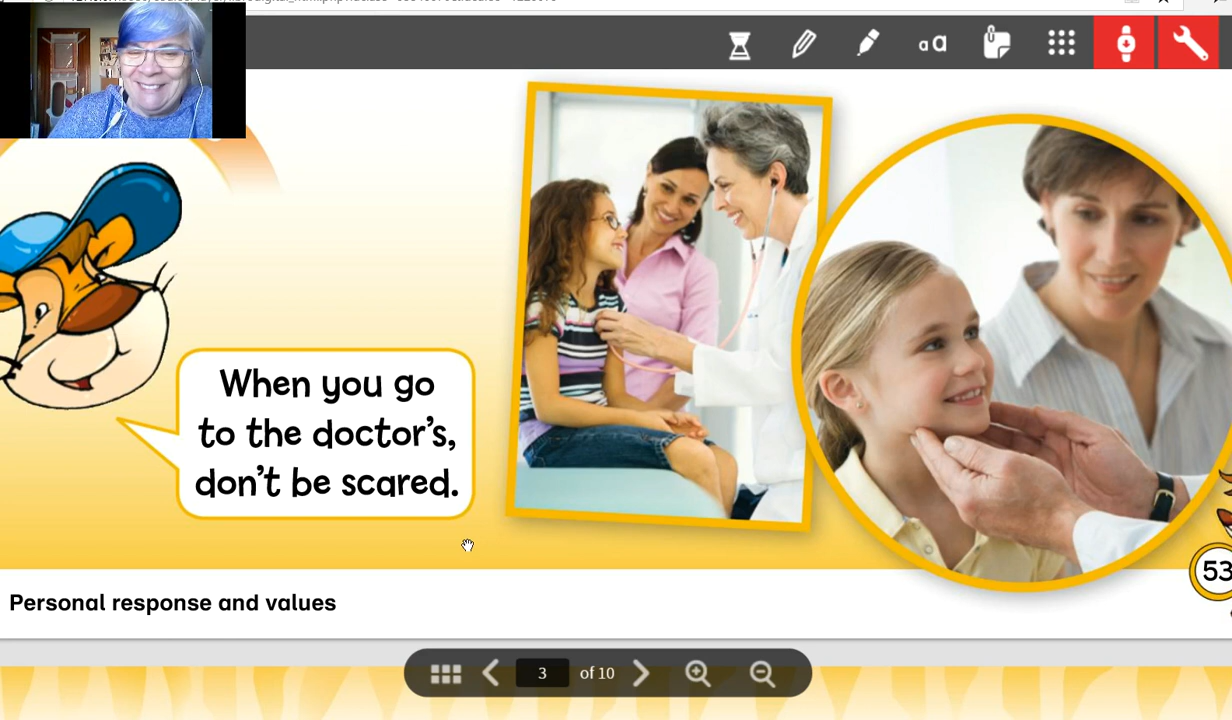 aa
When you go
to the doctor's,
don't be scared.
53
Personal response and values
3 of 10